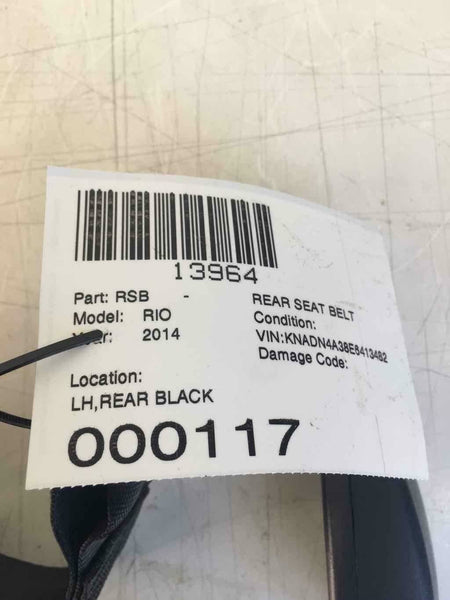 13964
Part: RSB - REAR SEAT BELT
Model: RIO Condition:
2014 VIN:KNADN4A38E6413482
Damage Code:
Location:
LH,REAR BLACK
000117